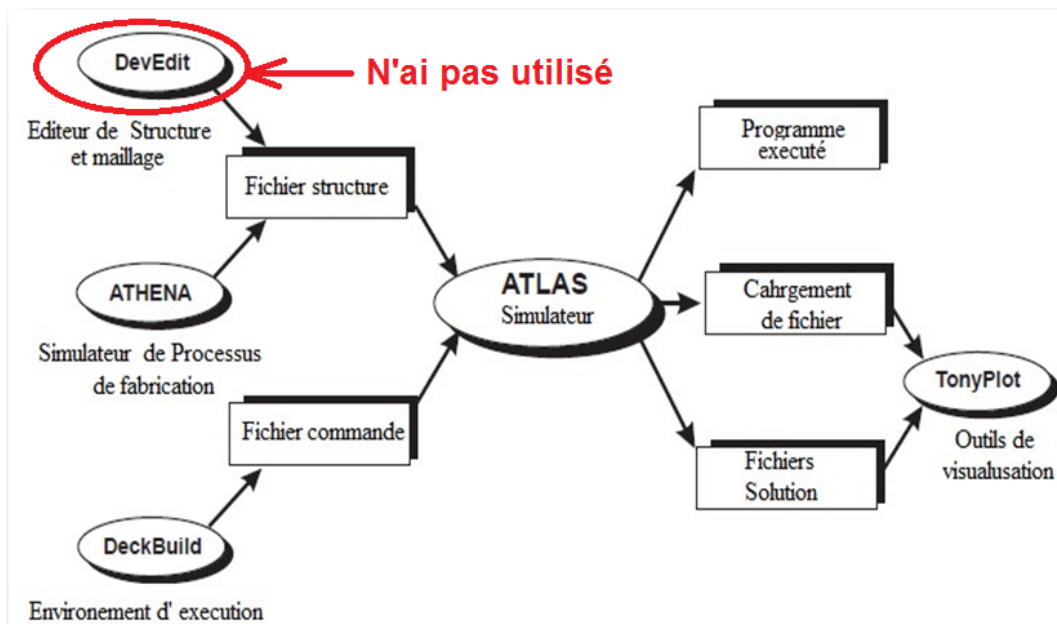 DevEdit
N'ai pas utilisé
Editeur de Structure
et maillage
Fichier structure
ATHENA
Simulateur de Processus
de fabrication
Fichier commande
DeckBuild
Environement d' execution
ATLAS
Simulateur
Programme
executé
Cahrgement
de fichier
Fichiers
Solution
TonyPlot
Outils de
visualusation